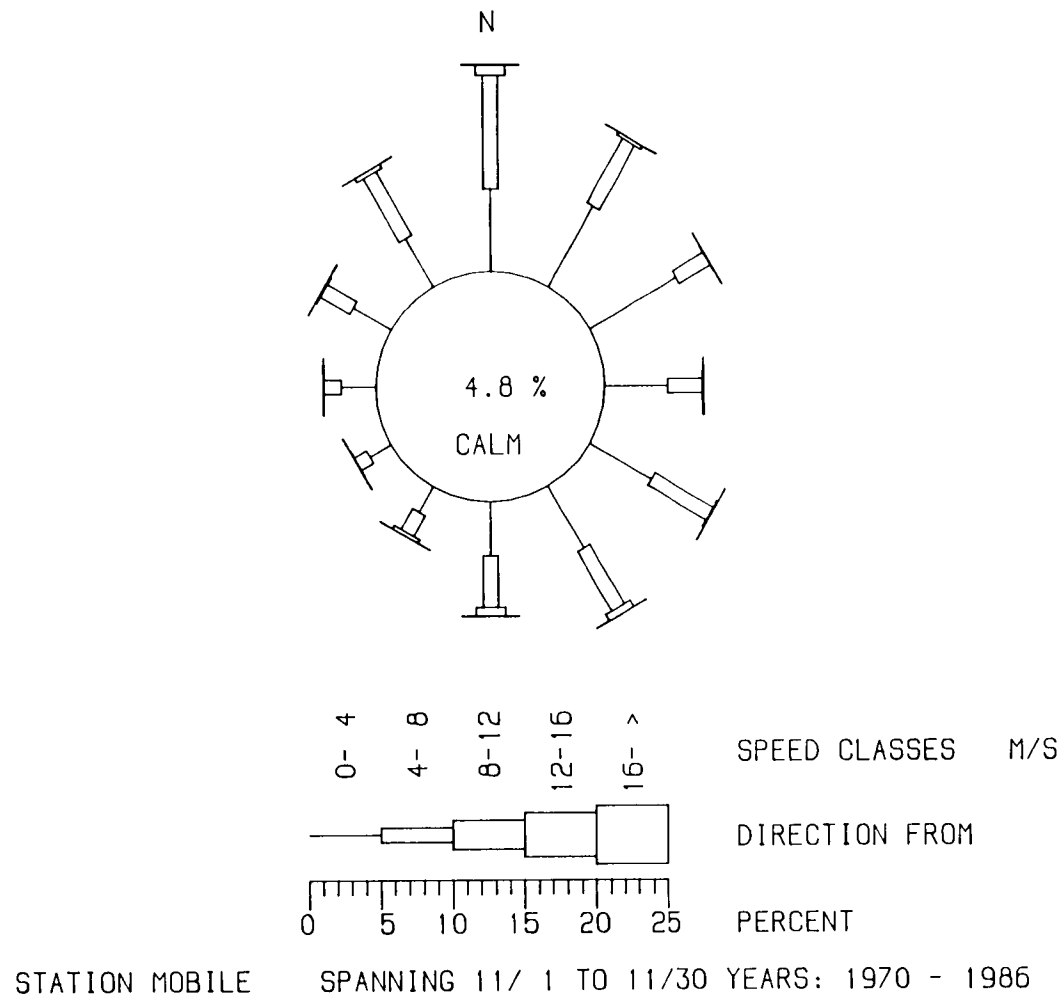 N
4.8 %
CALM
0- 4 4- 8 8-12 12-16 16- >
SPEED CLASSES M/S
DIRECTION FROM
0 5 10 15 20 25 PERCENT
STATION MOBILE SPANNING 11/ 1 TO 11/30 YEARS: 1970 - 1986